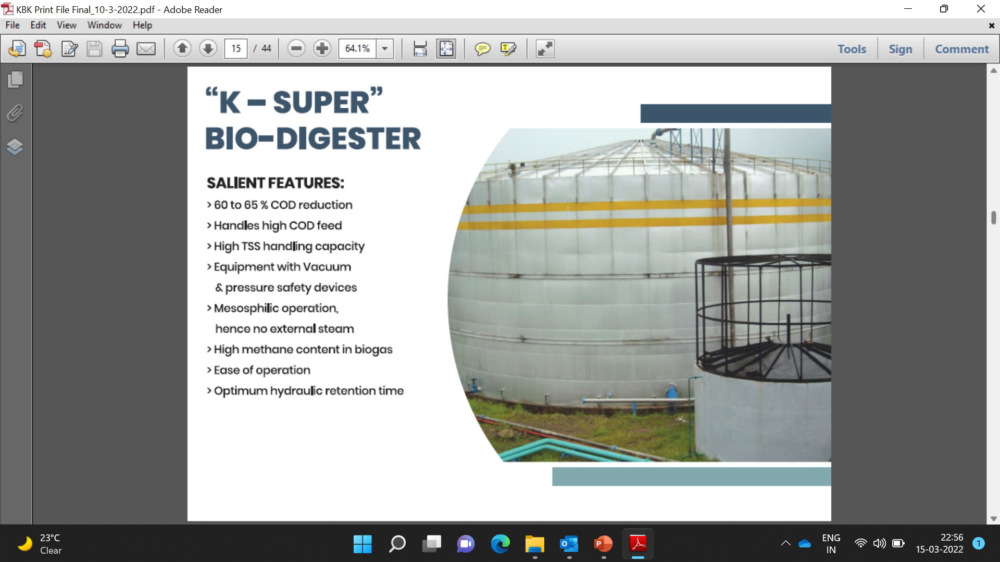 KBK Print File Final_10-3-2022.pdf - Adobe Reader
File Edit View Window Help
15 / 44 64.1% Tools Sign Comment
“K – SUPER”
BIO-DIGESTER
SALIENT FEATURES:
> 60 to 65 % COD reduction
> Handles high COD feed
> High TSS handling capacity
> Equipment with Vacuum
& pressure safety devices
> Mesosphilic operation,
hence no external steam
> High methane content in biogas
> Ease of operation
> Optimum hydraulic retention time
23°C
Clear
ENG
IN
22:56
15-03-2022
1